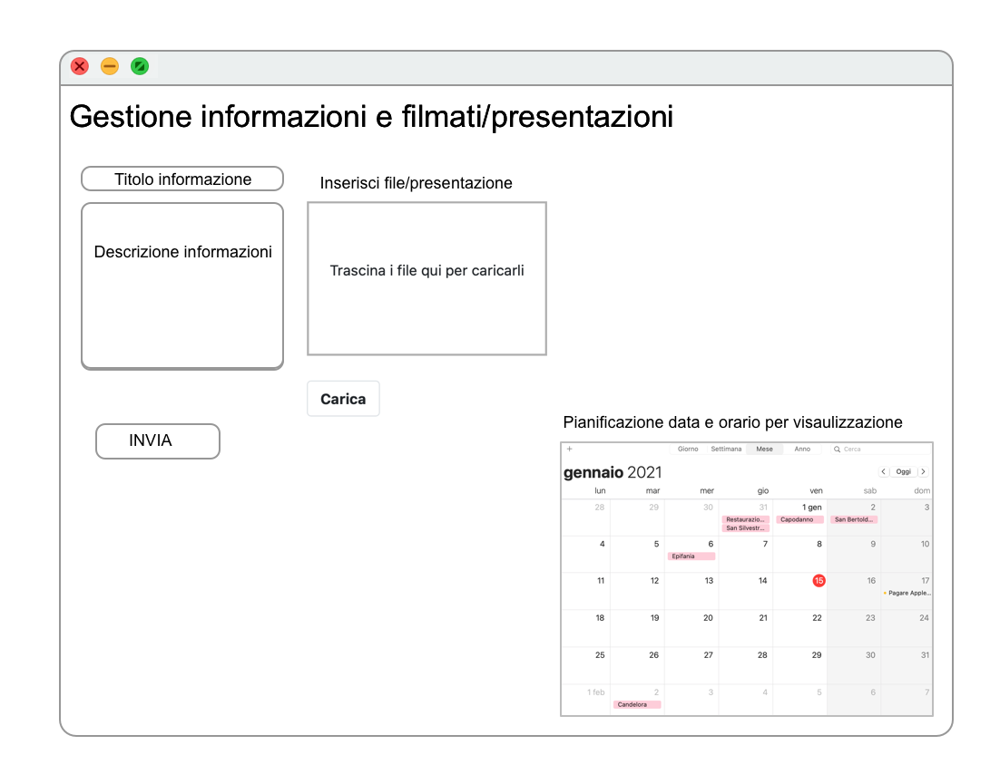 Gestione informazioni e filmati/presentazioni
Titolo informazione
Inserisci file/presentazione
Descrizione informazioni
Trascina i file qui per caricarli
Carica
INVIA
Pianificazione data e orario per visaulizzazione
+ Giorno Settimana Mese Anno Cerca
gennaio 2021 < Oggi >
lun mar mer gio ven sab dom
28 29 30 31 1 gen 2 3
Restaurazio... Capodanno San Bertold...
San Silvestr...
4 5 6 7 8 9 10
Epifania
11 12 13 14 15 16 17
Pagare Apple...
18 19 20 21 22 23 24
25 26 27 28 29 30 31
1 feb 2 3 4 5 6 7
Candelora